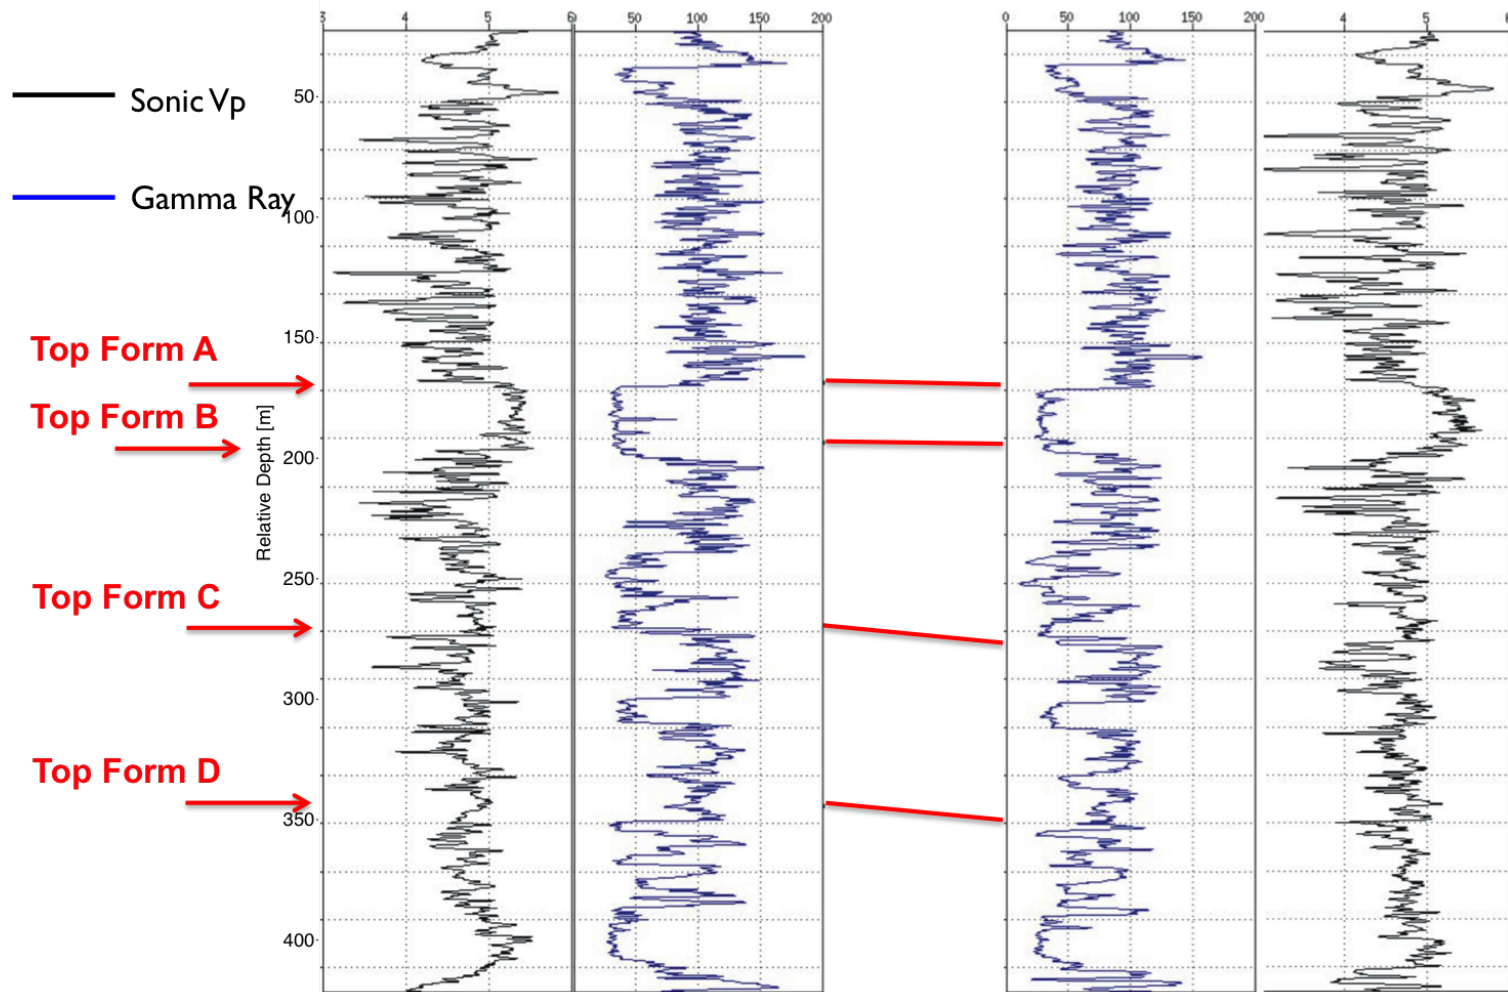 3 4 5 6 0 50 100 150 200 0 50 100 150 200 4 5 6
Sonic Vp
Gamma Ray
50
100
150
Top Form A
Top Form B
Relative Depth [m]
200
250
Top Form C
300
Top Form D
350
400